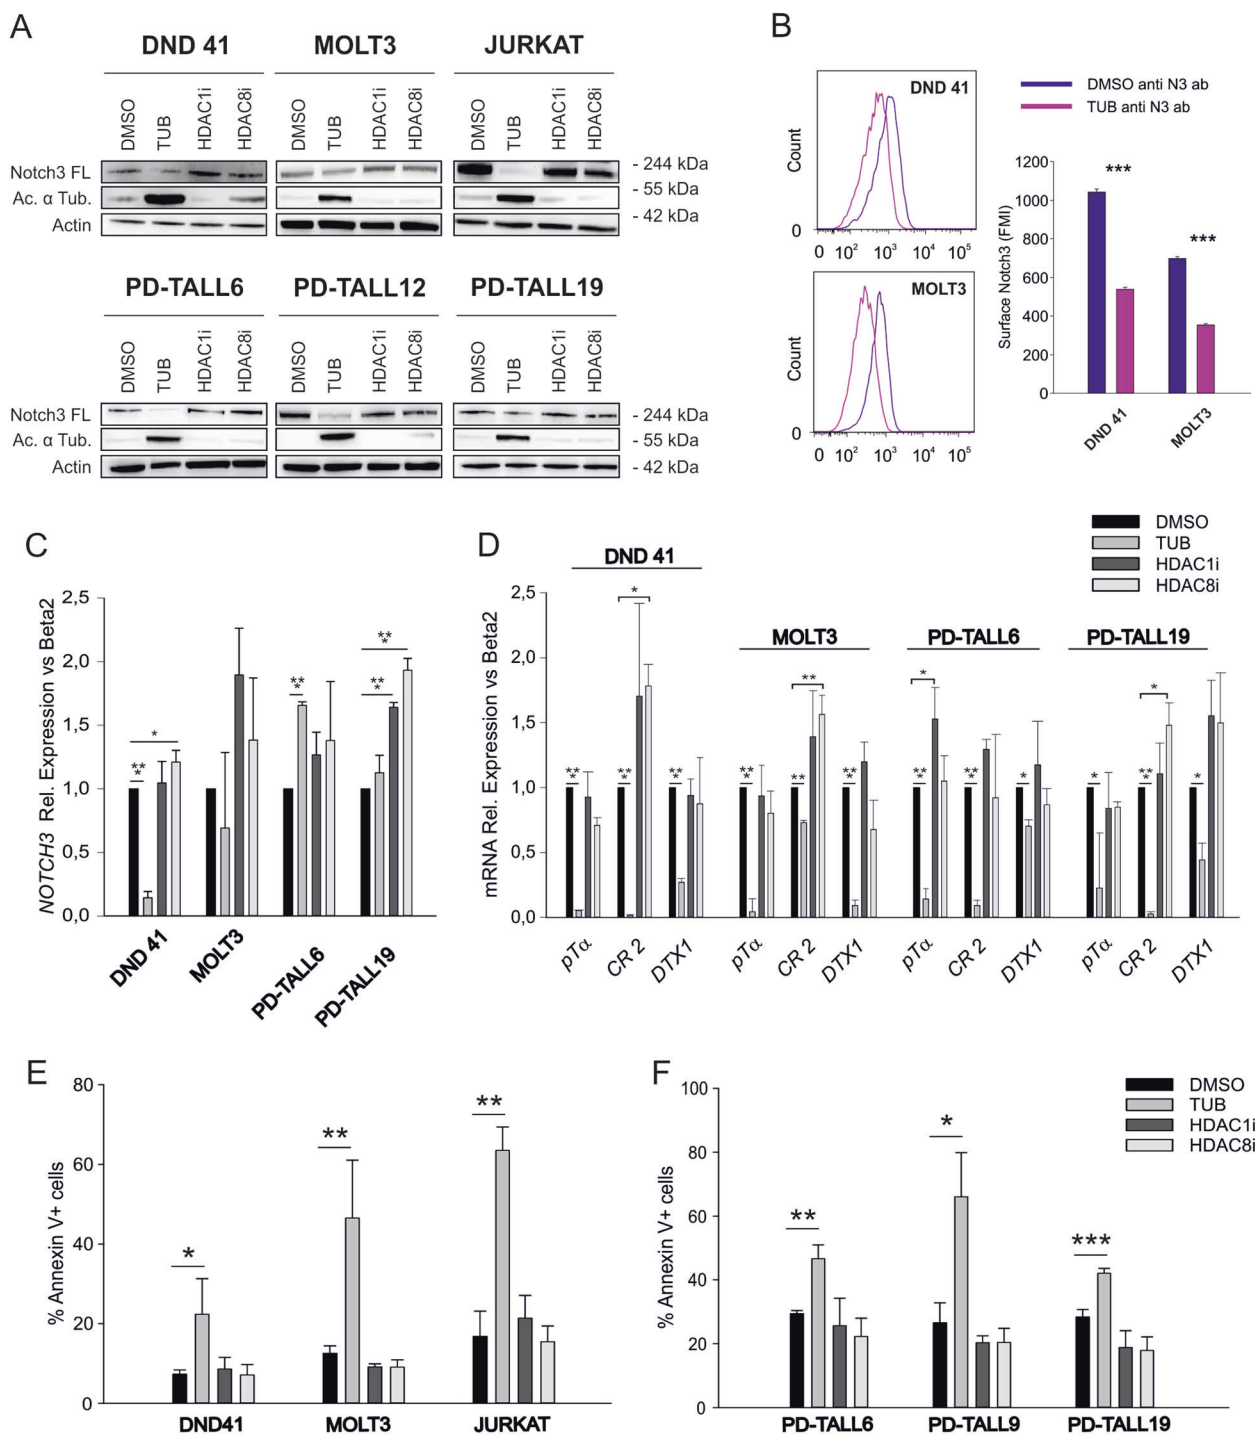 A
DND 41 MOLT3 JURKAT
DMSO TUB HDAC1i HDAC8i DMSO TUB HDAC1i HDAC8i DMSO TUB HDAC1i HDAC8i
Notch3 FL - 244 kDa
Ac. α Tub. - 55 kDa
Actin - 42 kDa
PD-TALL6 PD-TALL12 PD-TALL19
DMSO TUB HDAC1i HDAC8i DMSO TUB HDAC1i HDAC8i DMSO TUB HDAC1i HDAC8i
Notch3 FL - 244 kDa
Ac. α Tub. - 55 kDa
Actin - 42 kDa
B
DND 41
Count
0
0 10² 10³ 10⁴ 10⁵
MOLT3
Count
0
0 10² 10³ 10⁴ 10⁵
DMSO anti N3 ab
TUB anti N3 ab
Surface Notch3 (FMI)
1200
1000
800
600
400
200
0
*** ***
DND 41 MOLT3
C
NOTCH3 Rel. Expression vs Beta2
2,5
2,0
1,5
1,0
0,5
0,0
*** * *** *** ***
DND 41 MOLT3 PD-TALL6 PD-TALL19
D
DMSO
TUB
HDAC1i
HDAC8i
DND 41
MOLT3 PD-TALL6 PD-TALL19
mRNA Rel. Expression vs Beta2
2,5
2,0
1,5
1,0
0,5
0,0
* ** * *
*** *** *** *** *** *** *** *** * * *** *
pTα CR 2 DTX1 pTα CR 2 DTX1 pTα CR 2 DTX1 pTα CR 2 DTX1
E
% Annexin V+ cells
80
60
40
20
0
* ** **
DND41 MOLT3 JURKAT
F
% Annexin V+ cells
100
80
60
40
20
0
** * ***
PD-TALL6 PD-TALL9 PD-TALL19
DMSO
TUB
HDAC1i
HDAC8i